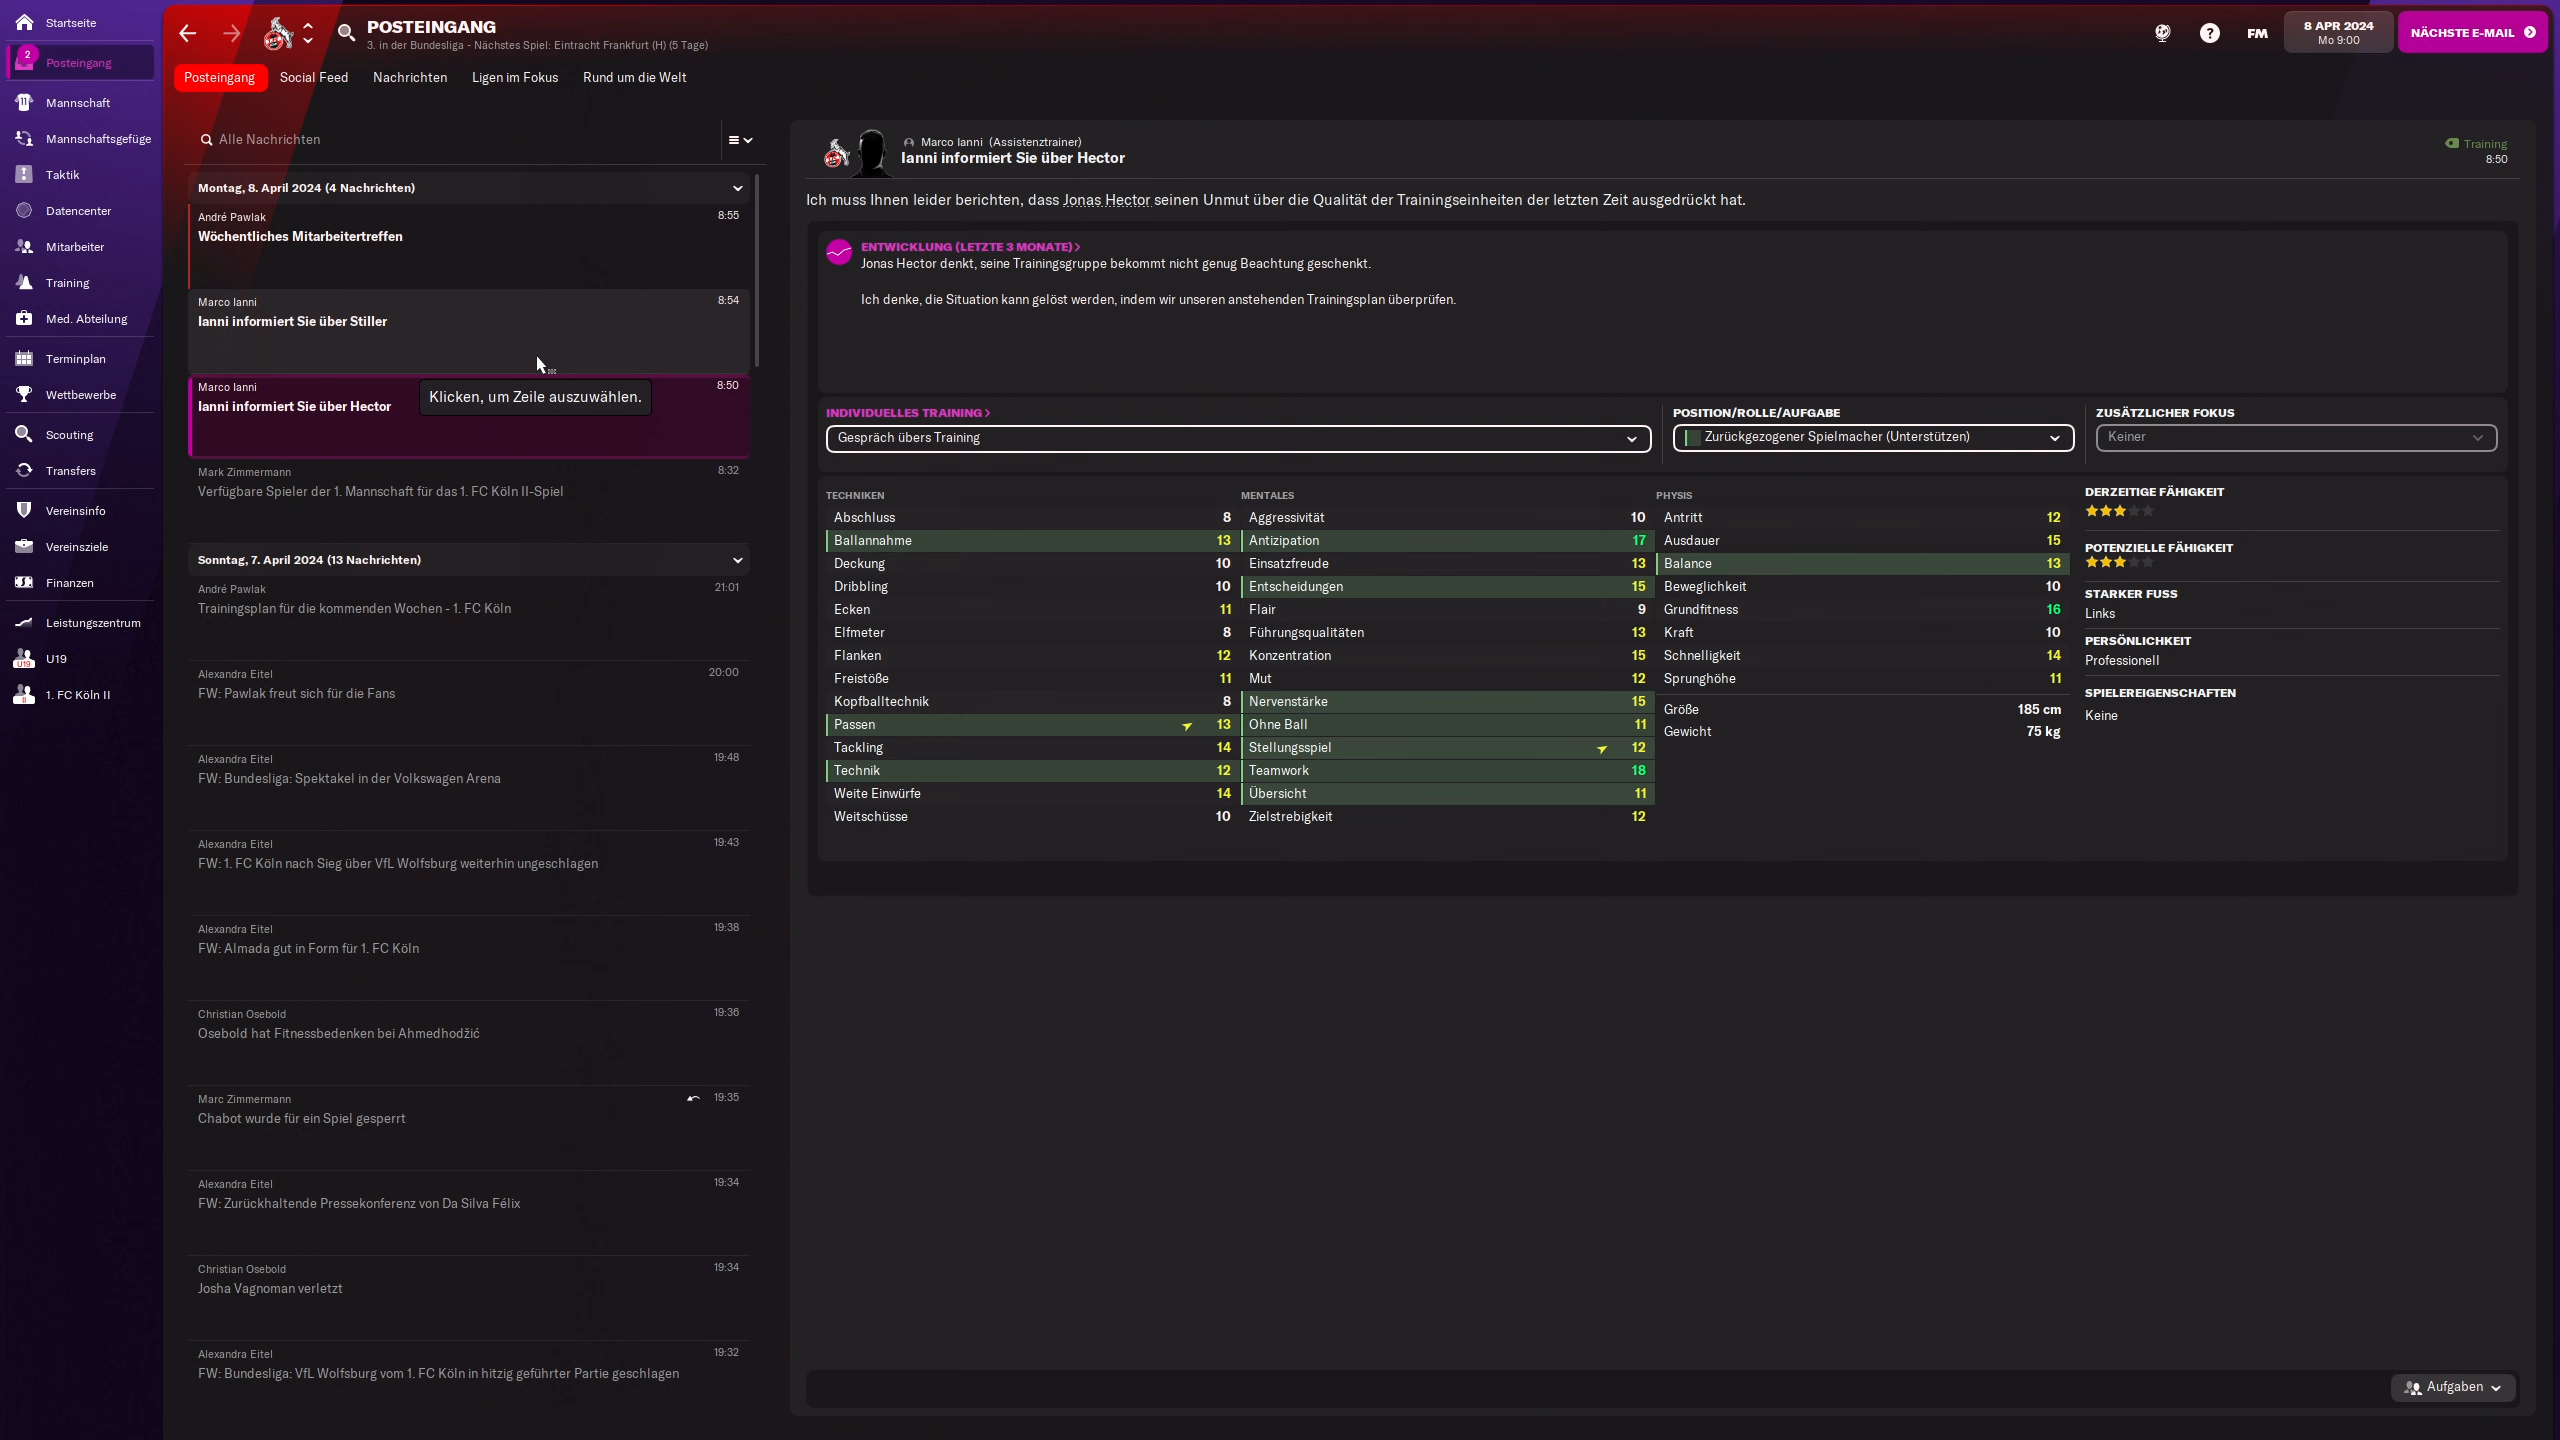 Startseite
2
Posteingang
Mannschaft
Mannschaftsgefüge
Taktik
Datencenter
Mitarbeiter
Training
Med. Abteilung
Terminplan
Wettbewerbe
Scouting
Transfers
Vereinsinfo
Vereinsziele
Finanzen
Leistungszentrum
U19
U19
II
1. FC Köln II
POSTEINGANG
3. in der Bundesliga - Nächstes Spiel: Eintracht Frankfurt (H) (5 Tage)
?
FM
8 APR 2024
Mo 9:00
NÄCHSTE E-MAIL
Posteingang
Social Feed
Nachrichten
Ligen im Fokus
Rund um die Welt
Alle Nachrichten
Montag, 8. April 2024 (4 Nachrichten)
André Pawlak
8:55
Wöchentliches Mitarbeitertreffen
Marco Ianni
8:54
Ianni informiert Sie über Stiller
Marco Ianni
8:50
Ianni informiert Sie über Hector
Klicken, um Zeile auszuwählen.
Mark Zimmermann
8:32
Verfügbare Spieler der 1. Mannschaft für das 1. FC Köln II-Spiel
Sonntag, 7. April 2024 (13 Nachrichten)
André Pawlak
21:01
Trainingsplan für die kommenden Wochen - 1. FC Köln
Alexandra Eitel
20:00
FW: Pawlak freut sich für die Fans
Alexandra Eitel
19:48
FW: Bundesliga: Spektakel in der Volkswagen Arena
Alexandra Eitel
19:43
FW: 1. FC Köln nach Sieg über VfL Wolfsburg weiterhin ungeschlagen
Alexandra Eitel
19:38
FW: Almada gut in Form für 1. FC Köln
Christian Osebold
19:36
Osebold hat Fitnessbedenken bei Ahmedhodžić
Marc Zimmermann
19:35
Chabot wurde für ein Spiel gesperrt
Alexandra Eitel
19:34
FW: Zurückhaltende Pressekonferenz von Da Silva Félix
Christian Osebold
19:34
Josha Vagnoman verletzt
Alexandra Eitel
19:32
FW: Bundesliga: VfL Wolfsburg vom 1. FC Köln in hitzig geführter Partie geschlagen
Marco Ianni (Assistenztrainer)
Ianni informiert Sie über Hector
Training
8:50
Ich muss Ihnen leider berichten, dass Jonas Hector seinen Unmut über die Qualität der Trainingseinheiten der letzten Zeit ausgedrückt hat.
ENTWICKLUNG (LETZTE 3 MONATE) >
Jonas Hector denkt, seine Trainingsgruppe bekommt nicht genug Beachtung geschenkt.
Ich denke, die Situation kann gelöst werden, indem wir unseren anstehenden Trainingsplan überprüfen.
INDIVIDUELLES TRAINING >
Gespräch übers Training
POSITION/ROLLE/AUFGABE
Zurückgezogener Spielmacher (Unterstützen)
ZUSÄTZLICHER FOKUS
Keiner
TECHNIKEN
Abschluss 8
Ballannahme 13
Deckung 10
Dribbling 10
Ecken 11
Elfmeter 8
Flanken 12
Freistöße 11
Kopfballtechnik 8
Passen 13
Tackling 14
Technik 12
Weite Einwürfe 14
Weitschüsse 10
MENTALES
Aggressivität 10
Antizipation 17
Einsatzfreude 13
Entscheidungen 15
Flair 9
Führungsqualitäten 13
Konzentration 15
Mut 12
Nervenstärke 15
Ohne Ball 11
Stellungsspiel 12
Teamwork 18
Übersicht 11
Zielstrebigkeit 12
PHYSIS
Antritt 12
Ausdauer 15
Balance 13
Beweglichkeit 10
Grundfitness 16
Kraft 10
Schnelligkeit 14
Sprunghöhe 11
Größe 185 cm
Gewicht 75 kg
DERZEITIGE FÄHIGKEIT
POTENZIELLE FÄHIGKEIT
STARKER FUSS
Links
PERSÖNLICHKEIT
Professionell
SPIELEREIGENSCHAFTEN
Keine
Aufgaben